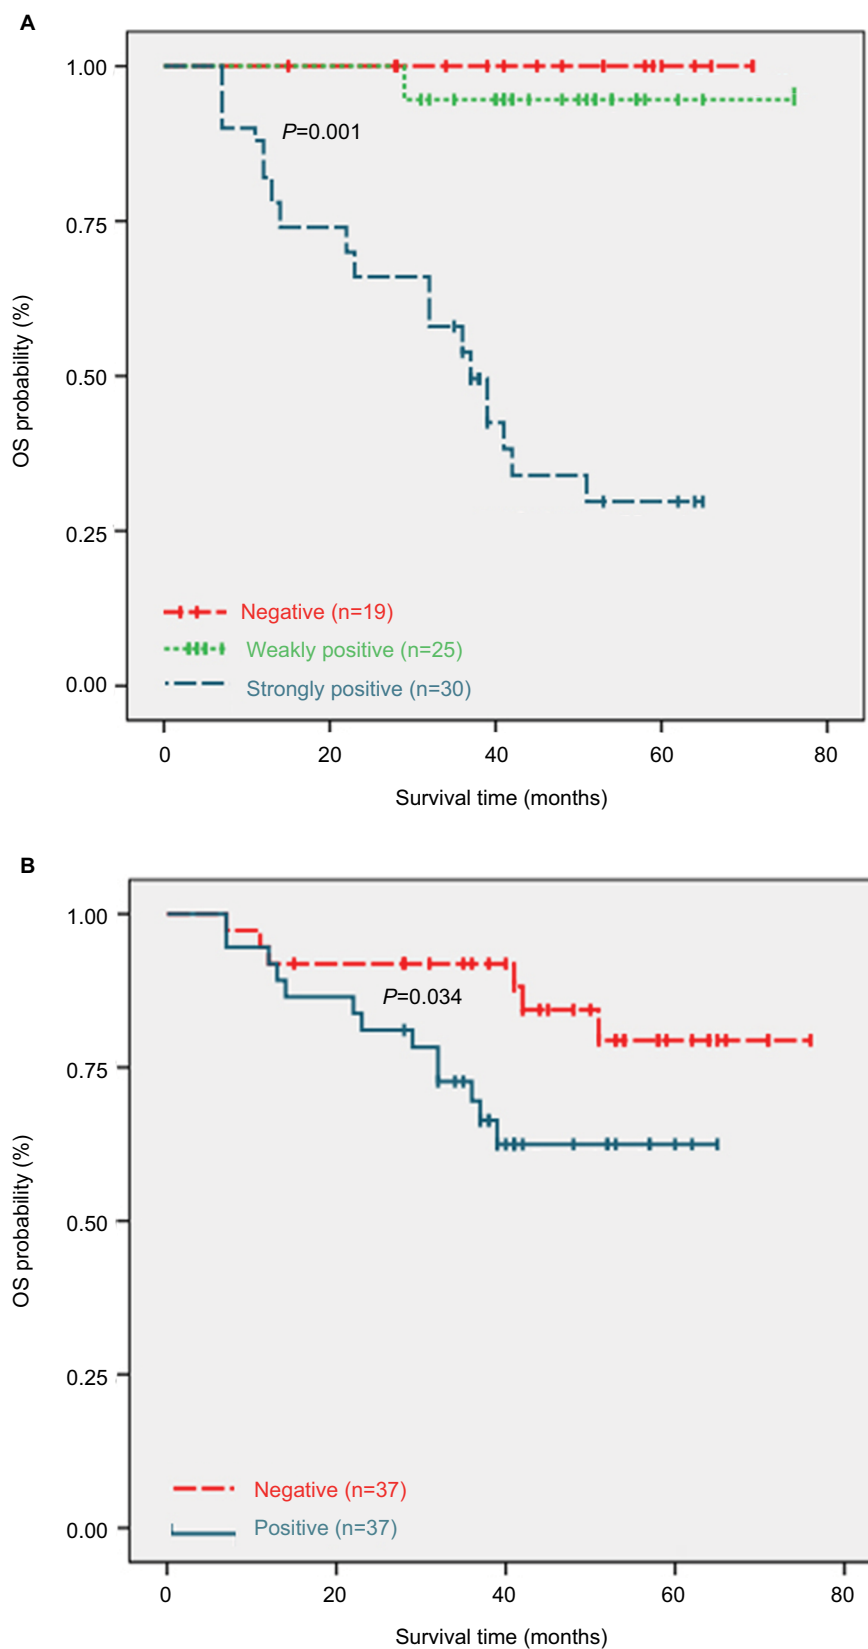 A
1.00
P=0.001
0.75
OS probability (%)
0.50
0.25
Negative (n=19)
Weakly positive (n=25)
Strongly positive (n=30)
0.00
0 20 40 60 80
Survival time (months)
B
1.00
P=0.034
0.75
OS probability (%)
0.50
0.25
Negative (n=37)
Positive (n=37)
0.00
0 20 40 60 80
Survival time (months)